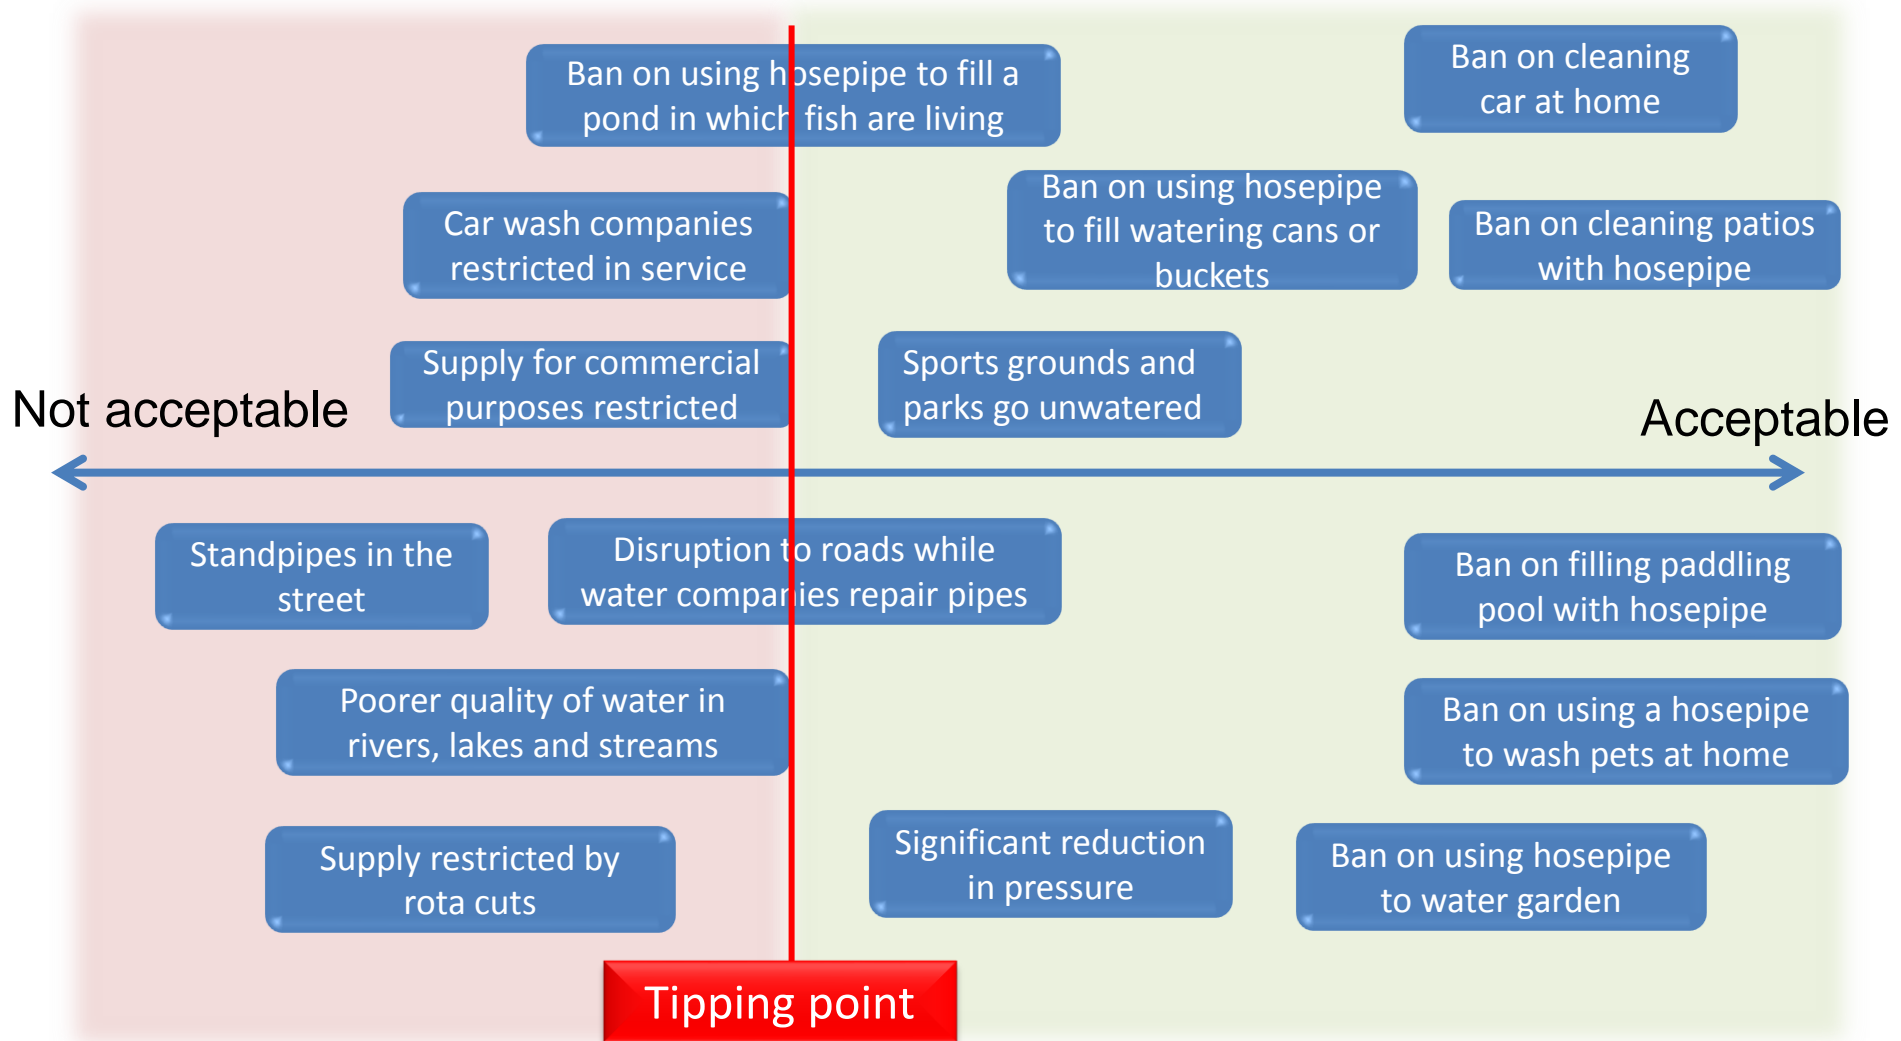 Ban on using hosepipe to fill a
pond in which fish are living
Ban on cleaning
car at home
Car wash companies
restricted in service
Ban on using hosepipe
to fill watering cans or
buckets
Ban on cleaning patios
with hosepipe
Supply for commercial
purposes restricted
Sports grounds and
parks go unwatered
Not acceptable
Acceptable
Standpipes in the
street
Disruption to roads while
water companies repair pipes
Ban on filling paddling
pool with hosepipe
Poorer quality of water in
rivers, lakes and streams
Ban on using a hosepipe
to wash pets at home
Supply restricted by
rota cuts
Significant reduction
in pressure
Ban on using hosepipe
to water garden
Tipping point